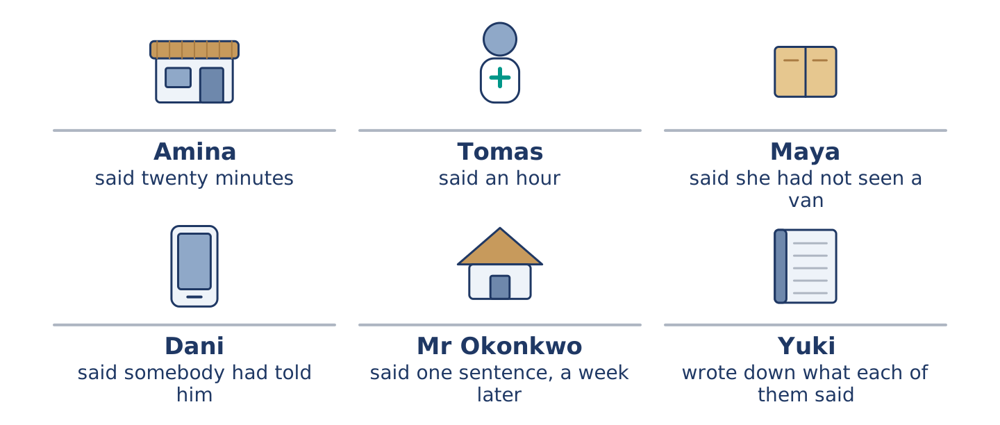 Amina
said twenty minutes
Tomas
said an hour
Maya
said she had not seen a
van
Dani
said somebody had told
him
Mr Okonkwo
said one sentence, a week
later
Yuki
wrote down what each of
them said